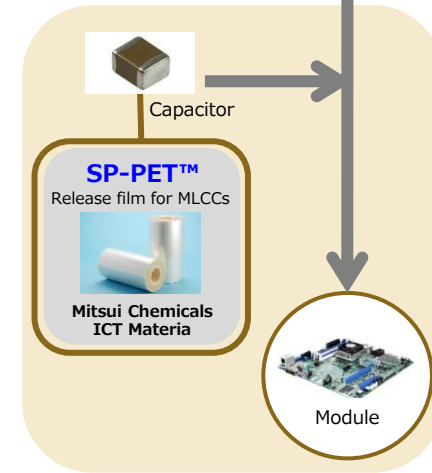 Capacitor
SP-PET™
Release film for MLCCs
Mitsui Chemicals
ICT Materia
Module